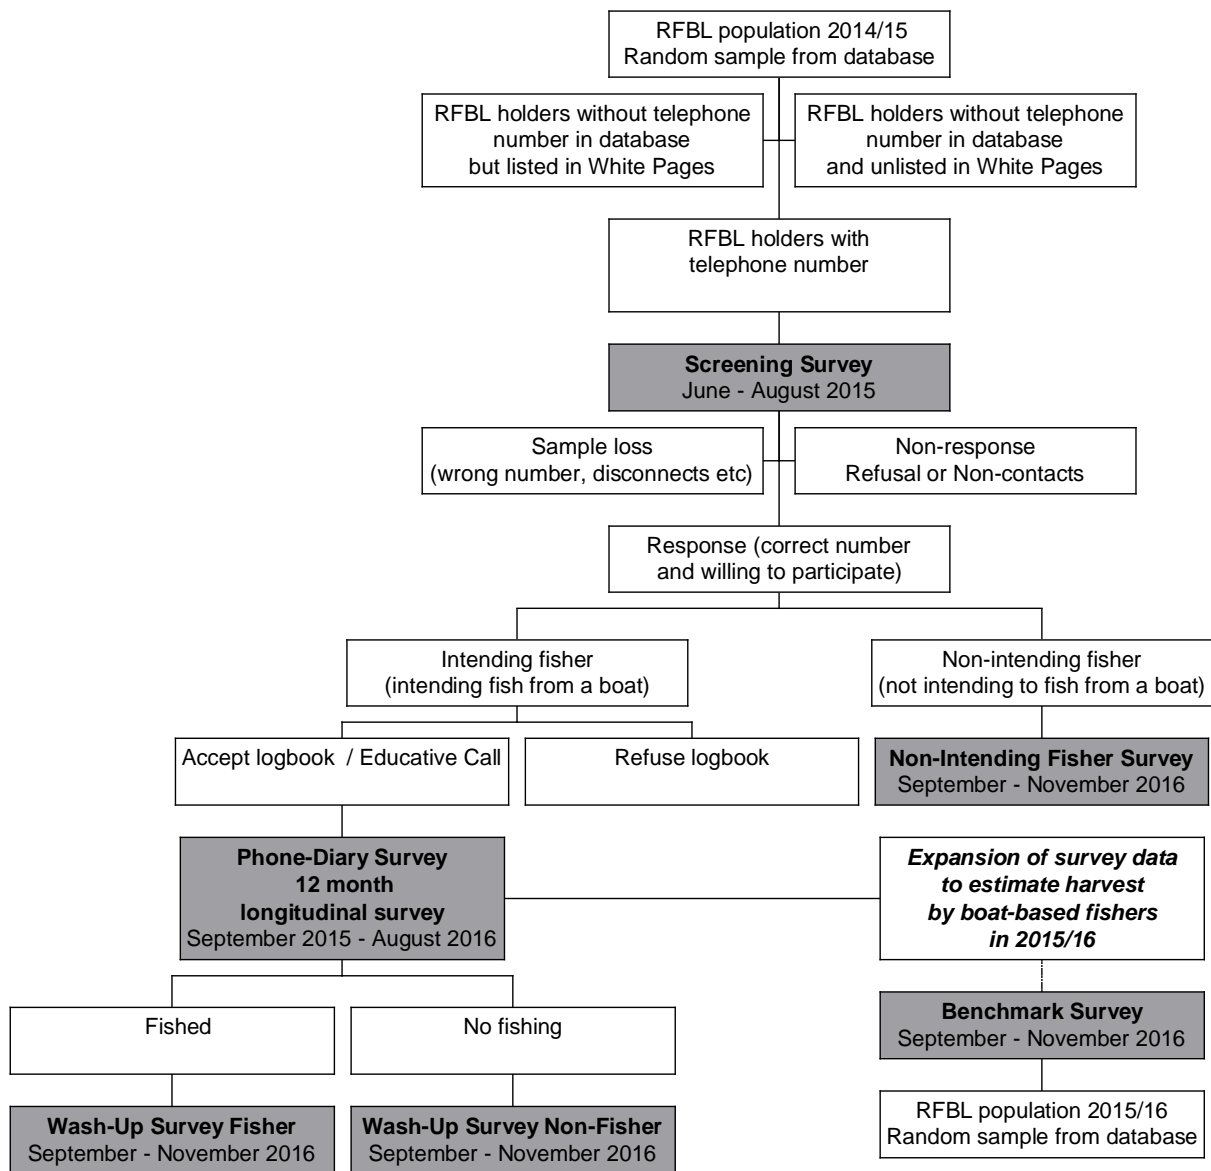 RFBL population 2014/15
Random sample from database
RFBL holders without telephone
number in database
but listed in White Pages
RFBL holders without telephone
number in database
and unlisted in White Pages
RFBL holders with
telephone number
Screening Survey
June - August 2015
Sample loss
(wrong number, disconnects etc)
Non-response
Refusal or Non-contacts
Response (correct number
and willing to participate)
Intending fisher
(intending fish from a boat)
Non-intending fisher
(not intending to fish from a boat)
Accept logbook / Educative Call
Refuse logbook
Non-Intending Fisher Survey
September - November 2016
Phone-Diary Survey
12 month
longitudinal survey
September 2015 - August 2016
Expansion of survey data
to estimate harvest
by boat-based fishers
in 2015/16
Fished
No fishing
Benchmark Survey
September - November 2016
Wash-Up Survey Fisher
September - November 2016
Wash-Up Survey Non-Fisher
September - November 2016
RFBL population 2015/16
Random sample from database